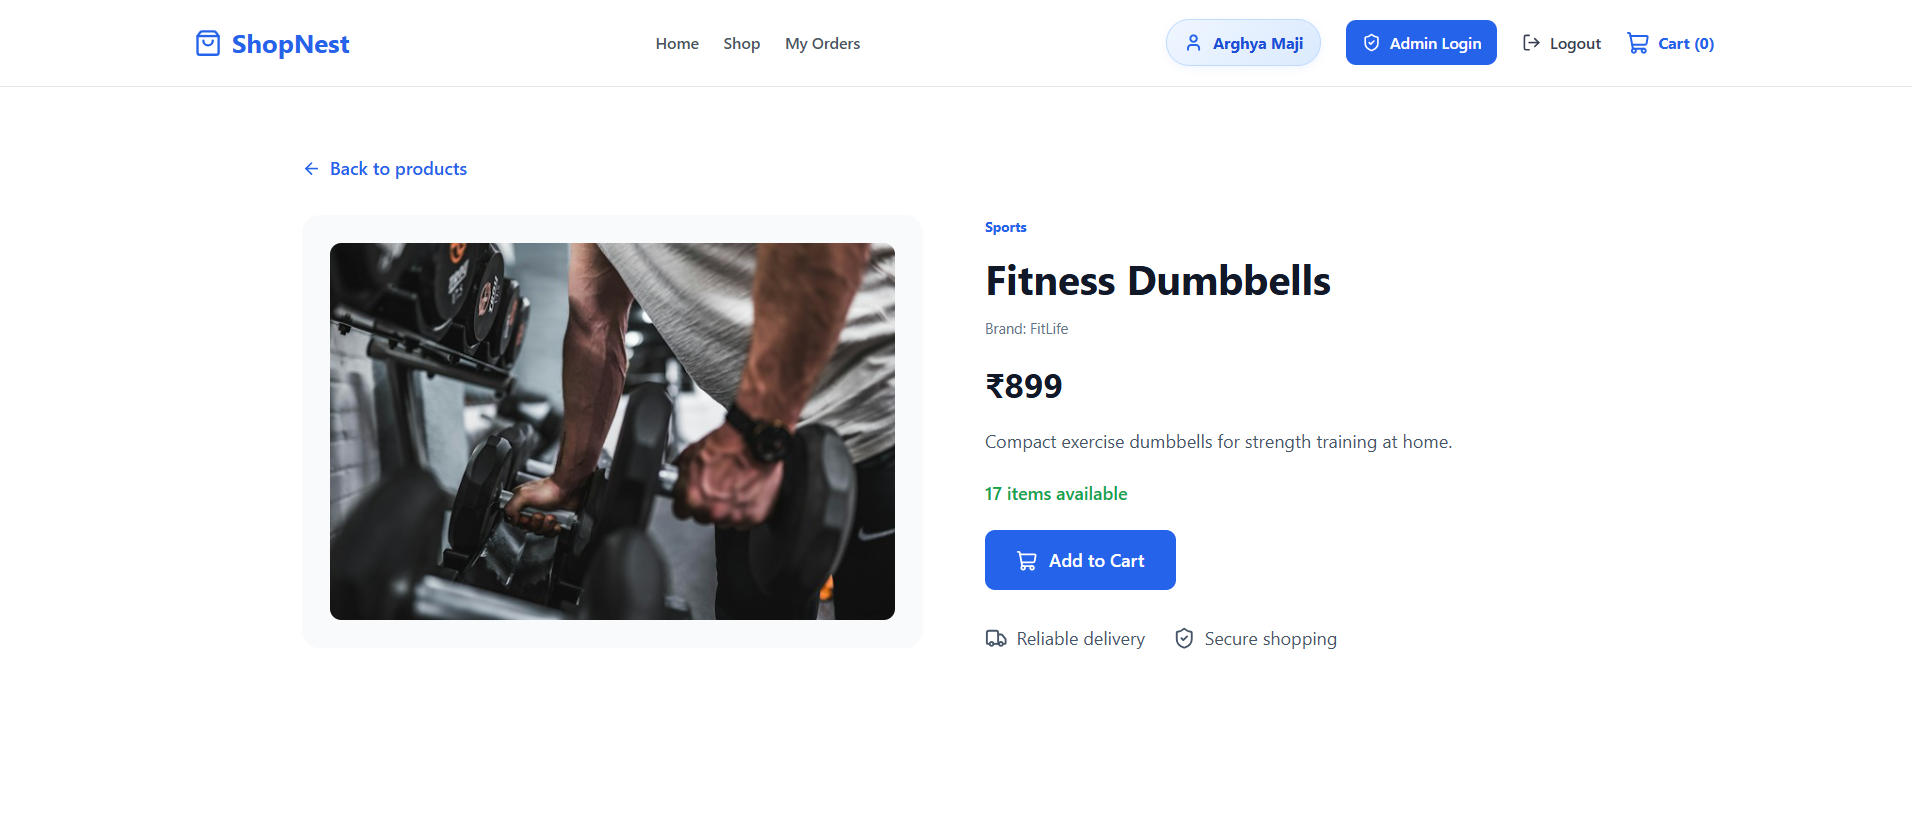 ShopNest
Home
Shop
My Orders
Arghya Maji
Admin Login
Logout
Cart (0)
Back to products
Sports
Fitness Dumbbells
Brand: FitLife
₹899
Compact exercise dumbbells for strength training at home.
17 items available
Add to Cart
Reliable delivery
Secure shopping